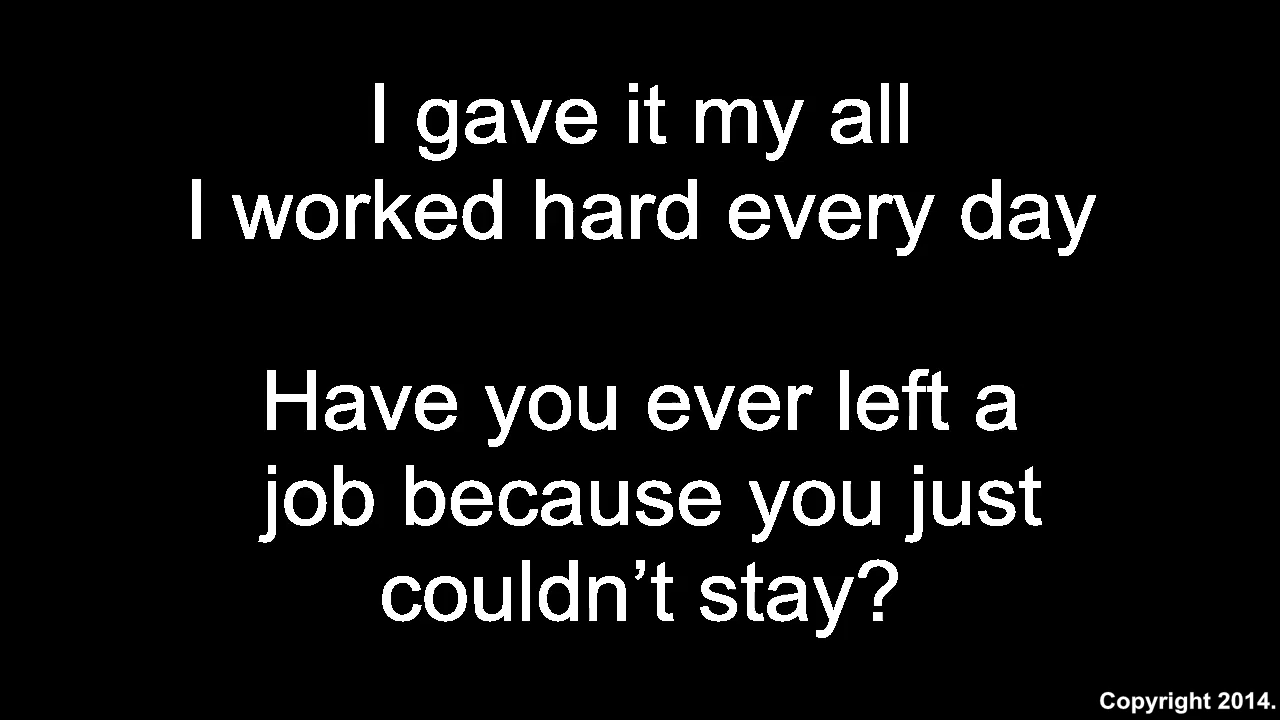 I gave it my all
I worked hard every day
Have you ever left a
job because you just
couldn’t stay?
Copyright 2014.